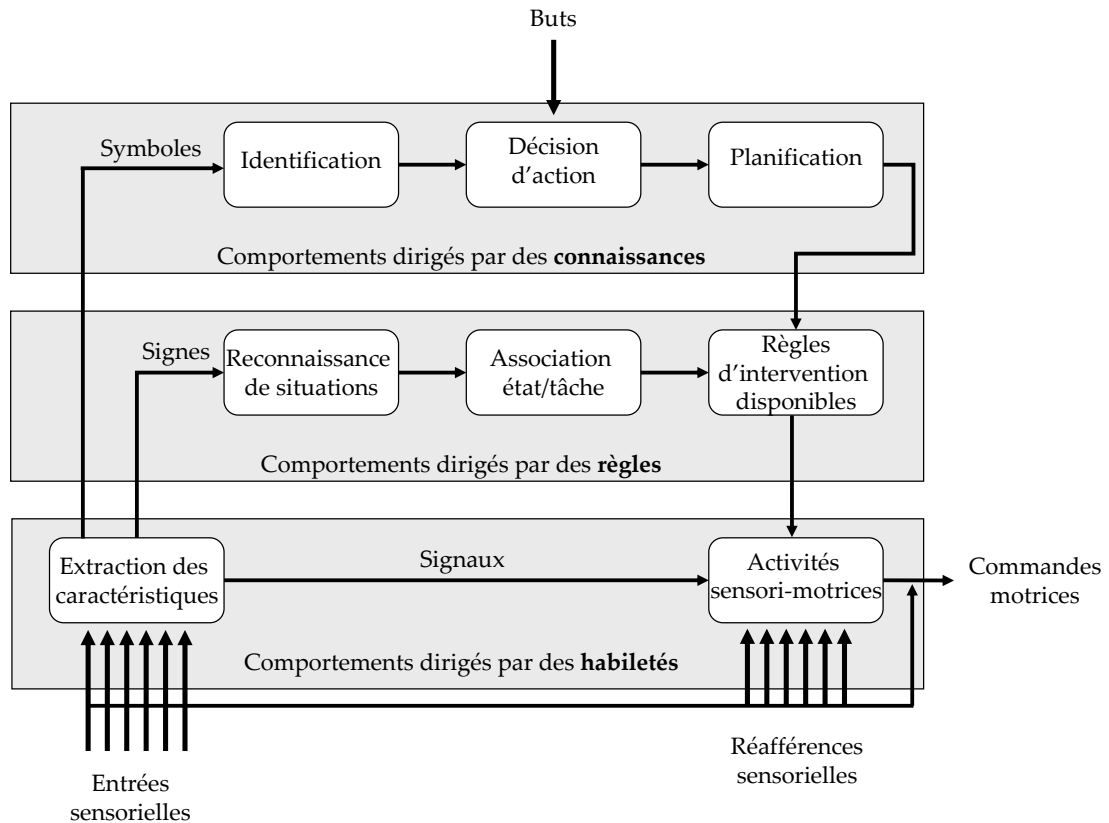 Buts
Symboles
Identification
Décision
d'action
Planification
Comportements dirigés par des connaissances
Signes
Reconnaissance
de situations
Association
état/tâche
Règles
d'intervention
disponibles
Comportements dirigés par des règles
Extraction des
caractéristiques
Signaux
Activités
sensori-motrices
Commandes
motrices
Comportements dirigés par des habiletés
Entrées
sensorielles
Réafférences
sensorielles